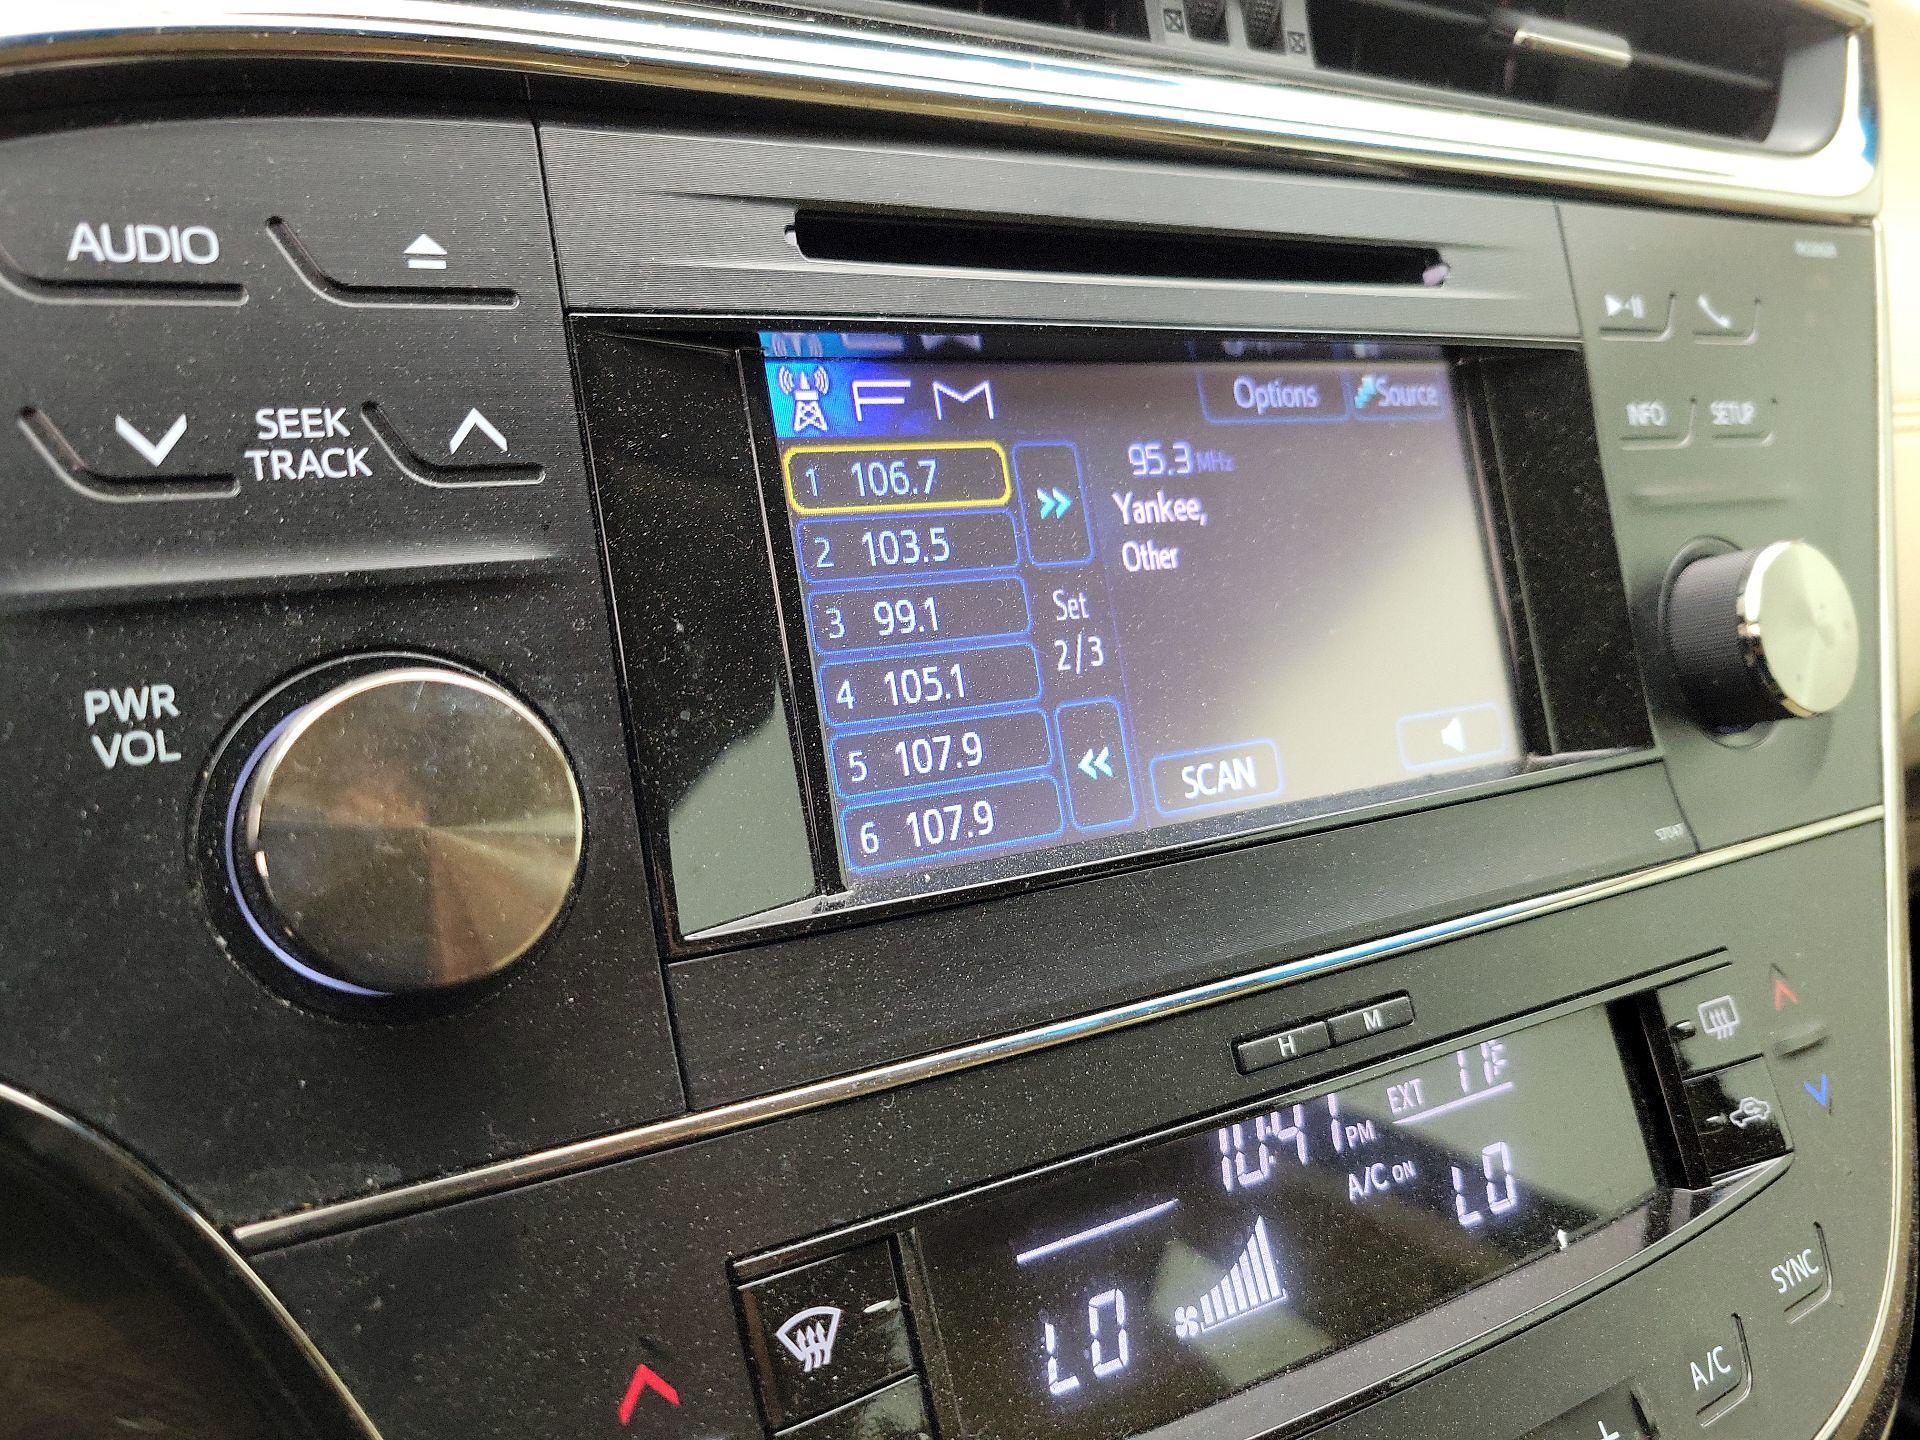 AUDIO
SEEK
TRACK
PWR
VOL
FM
Options
Source
1 106.7
2 103.5
3 99.1
4 105.1
5 107.9
6 107.9
Set
2/3
95.3 MHz
Yankee,
Other
SCAN
INFO
SETUP
57047
H
M
10:41 PM
EXT
A/C ON
LO
LO
SYNC
A/C